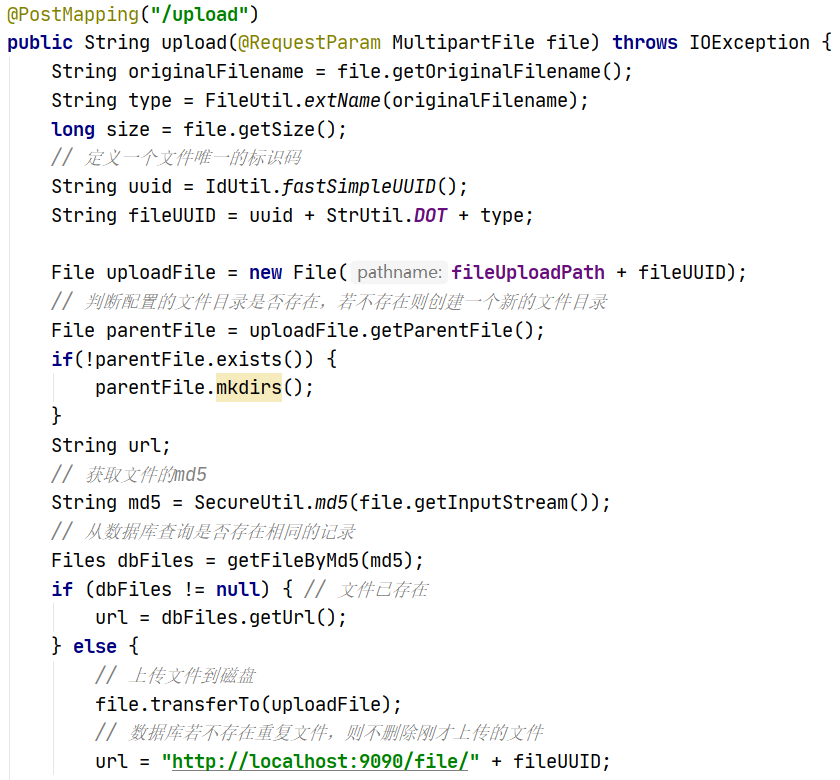 @PostMapping("/upload")
public String upload(@RequestParam MultipartFile file) throws IOException {
    String originalFilename = file.getOriginalFilename();
    String type = FileUtil.extName(originalFilename);
    long size = file.getSize();
    // 定义一个文件唯一的标识码
    String uuid = IdUtil.fastSimpleUUID();
    String fileUUID = uuid + StrUtil.DOT + type;

    File uploadFile = new File( pathname: fileUploadPath + fileUUID);
    // 判断配置的文件目录是否存在，若不存在则创建一个新的文件目录
    File parentFile = uploadFile.getParentFile();
    if(!parentFile.exists()) {
        parentFile.mkdirs();
    }
    String url;
    // 获取文件的md5
    String md5 = SecureUtil.md5(file.getInputStream());
    // 从数据库查询是否存在相同的记录
    Files dbFiles = getFileByMd5(md5);
    if (dbFiles != null) { // 文件已存在
        url = dbFiles.getUrl();
    } else {
        // 上传文件到磁盘
        file.transferTo(uploadFile);
        // 数据库若不存在重复文件，则不删除刚才上传的文件
        url = "http://localhost:9090/file/" + fileUUID;